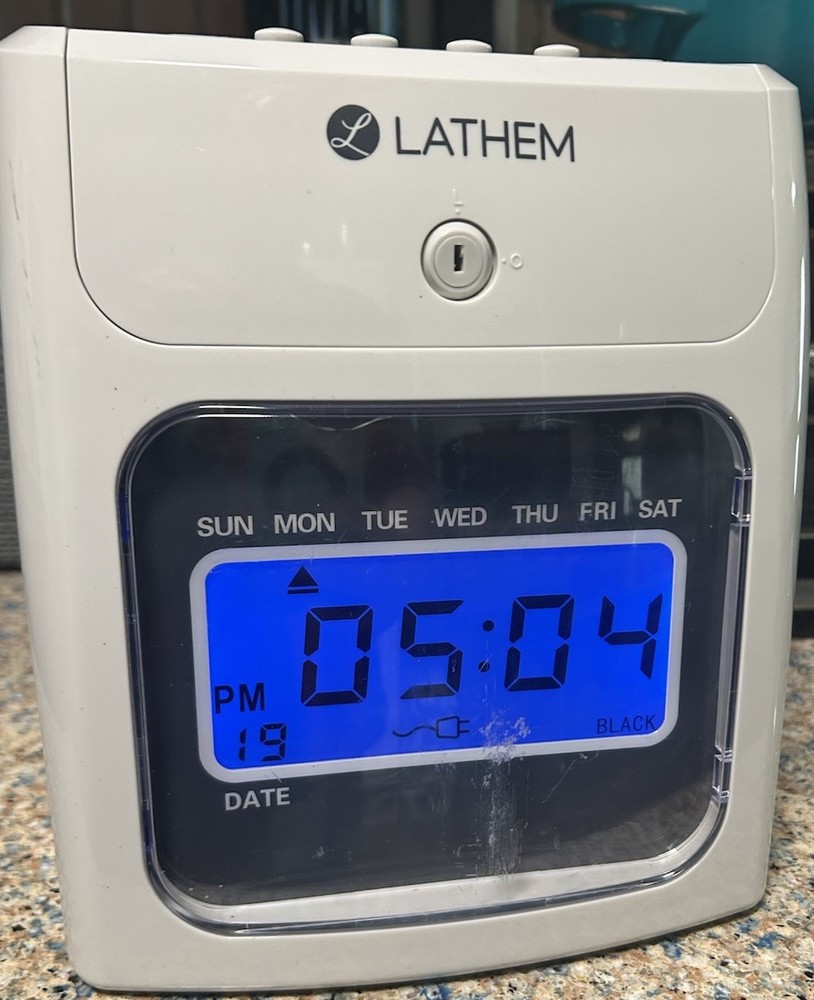 LATHEM
SUN MON TUE WED THU FRI SAT
05:04
PM
19
BLACK
DATE